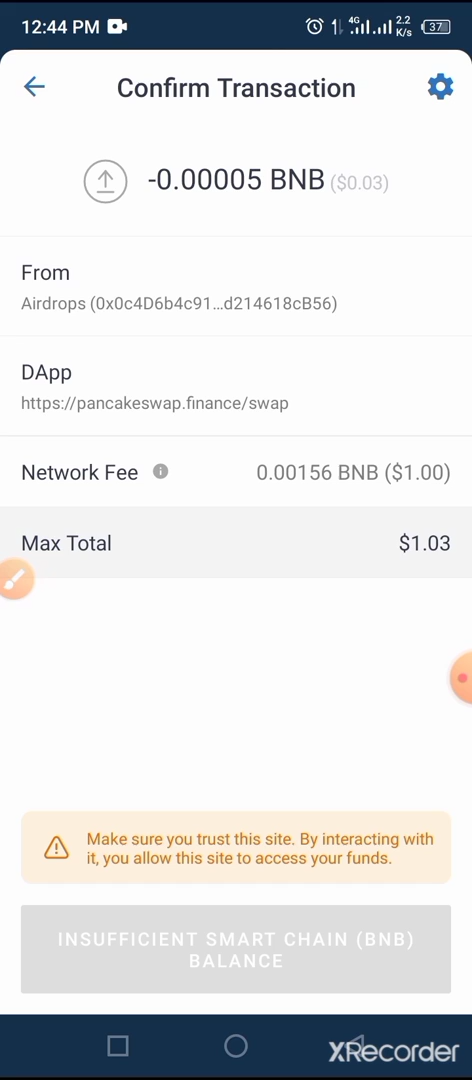 12:44 PM
4G 2.2 K/s 37
Confirm Transaction
-0.00005 BNB ($0.03)
From
Airdrops (0x0c4D6b4c91...d214618cB56)
DApp
https://pancakeswap.finance/swap
Network Fee 0.00156 BNB ($1.00)
Max Total $1.03
Make sure you trust this site. By interacting with
it, you allow this site to access your funds.
INSUFFICIENT SMART CHAIN (BNB)
BALANCE
XRecorder